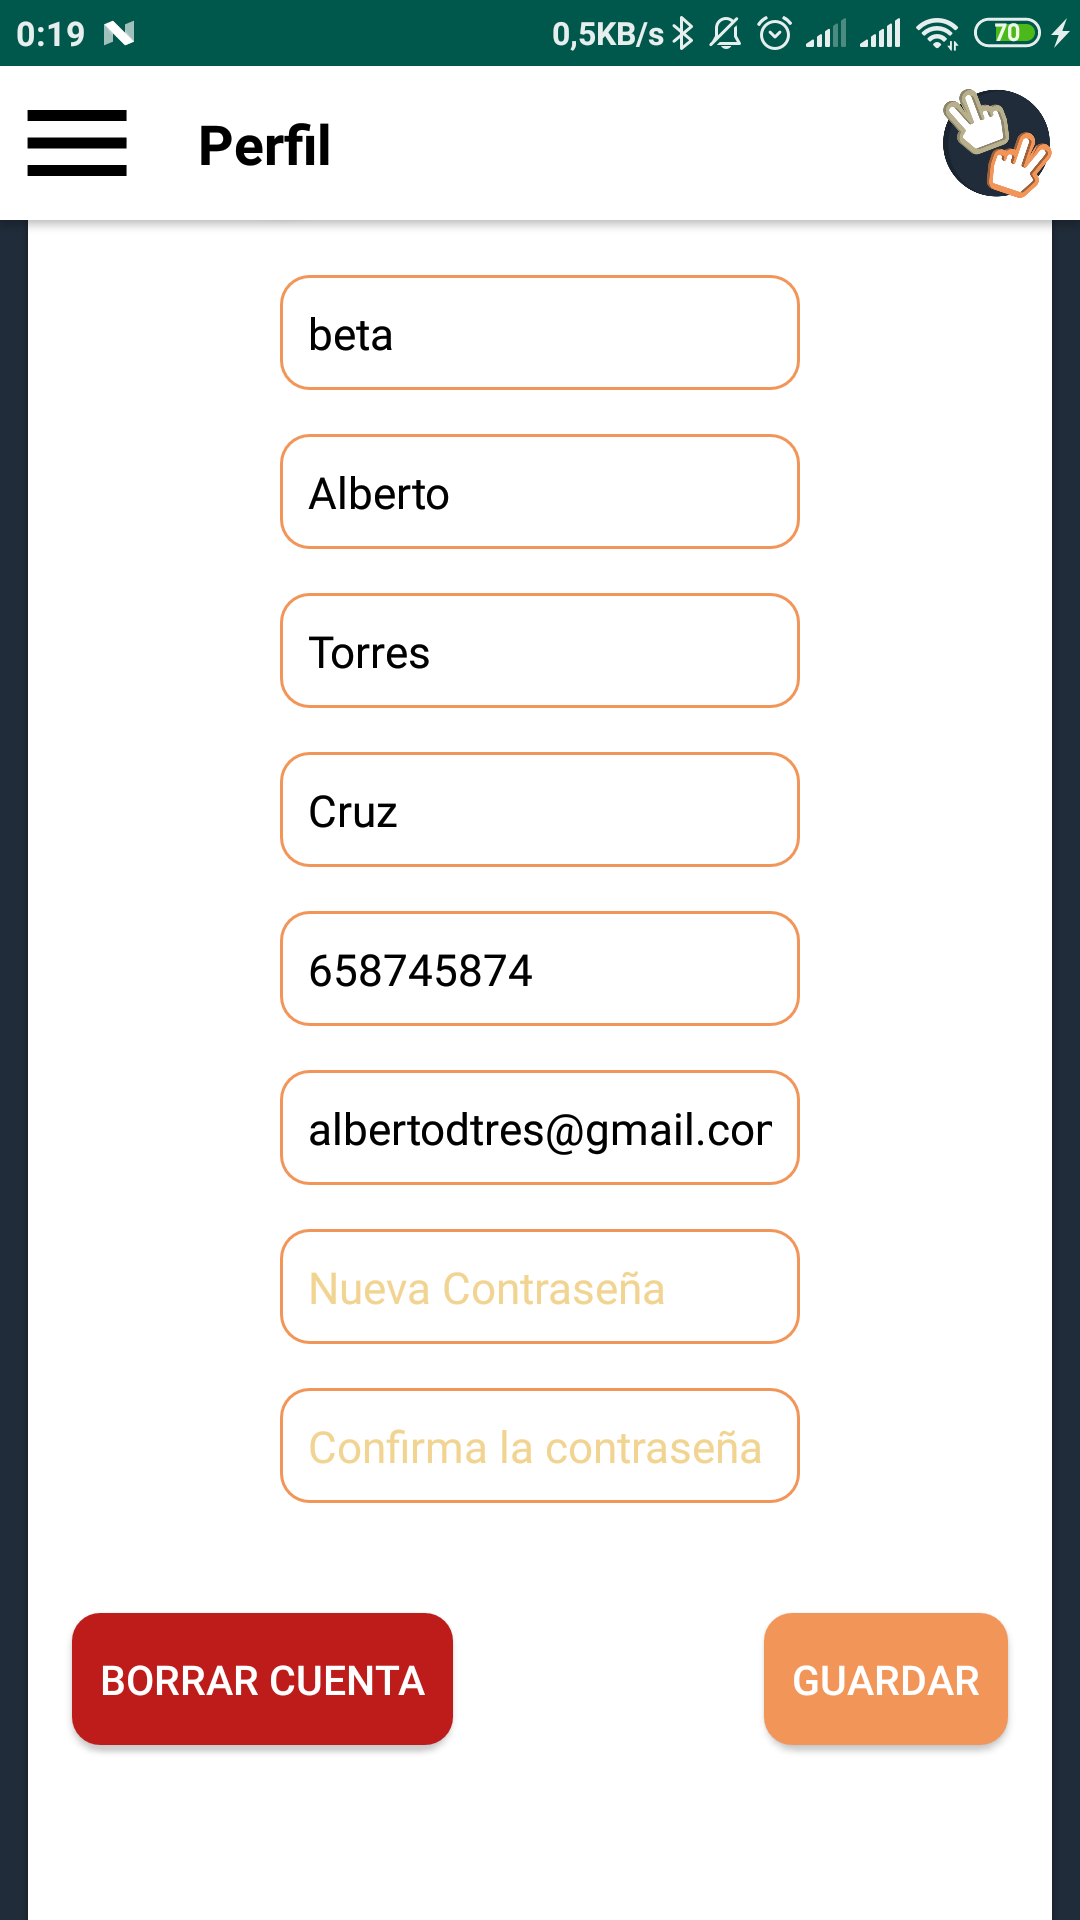 0:19 0,5KB/s 70
Perfil
beta
Alberto
Torres
Cruz
658745874
albertodtres@gmail.com
Nueva Contraseña
Confirma la contraseña
BORRAR CUENTA GUARDAR